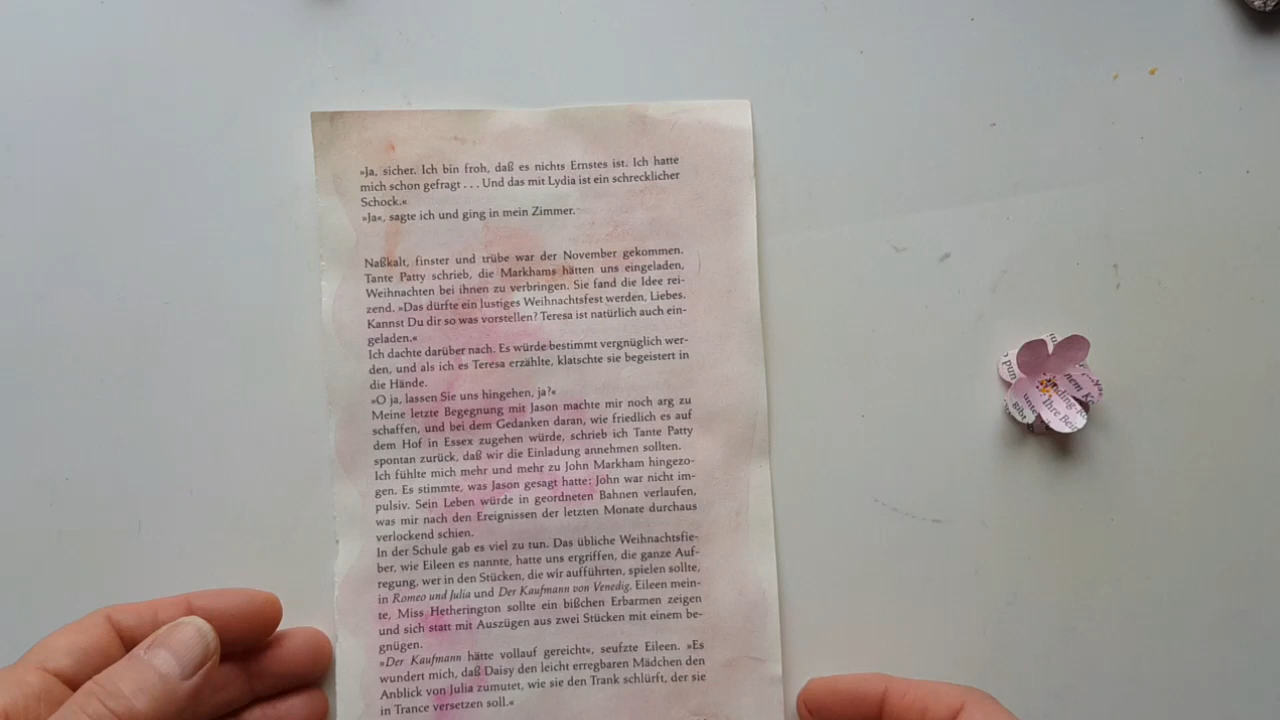 »Ja, sicher. Ich bin froh, daß es nichts Ernstes ist. Ich hatte
mich schon gefragt . . . Und das mit Lydia ist ein schrecklicher
Schock.«
»Ja«, sagte ich und ging in mein Zimmer.
Naßkalt, finster und trübe war der November gekommen.
Tante Patty schrieb, die Markhams hätten uns eingeladen,
Weihnachten bei ihnen zu verbringen. Sie fand die Idee rei-
zend. »Das dürfte ein lustiges Weihnachtsfest werden, Liebes.
Kannst Du dir so was vorstellen? Teresa ist natürlich auch ein-
geladen.«
Ich dachte darüber nach. Es würde bestimmt vergnüglich wer-
den, und als ich es Teresa erzählte, klatschte sie begeistert in
die Hände.
»O ja, lassen Sie uns hingehen, ja?«
Meine letzte Begegnung mit Jason machte mir noch arg zu
schaffen, und bei dem Gedanken daran, wie friedlich es auf
dem Hof in Essex zugehen würde, schrieb ich Tante Patty
spontan zurück, daß wir die Einladung annehmen sollten.
Ich fühlte mich mehr und mehr zu John Markham hingezo-
gen. Es stimmte, was Jason gesagt hatte: John war nicht im-
pulsiv. Sein Leben würde in geordneten Bahnen verlaufen,
was mir nach den Ereignissen der letzten Monate durchaus
verlockend schien.
In der Schule gab es viel zu tun. Das übliche Weihnachtsfie-
ber, wie Eileen es nannte, hatte uns ergriffen, die ganze Auf-
regung, wer in den Stücken, die wir aufführten, spielen sollte,
in Romeo und Julia und Der Kaufmann von Venedig. Eileen mein-
te, Miss Hetherington sollte ein bißchen Erbarmen zeigen
und sich statt mit Auszügen aus zwei Stücken mit einem be-
gnügen.
»Der Kaufmann hätte vollauf gereicht«, seufzte Eileen. »Es
wundert mich, daß Daisy den leicht erregbaren Mädchen den
Anblick von Julia zumutet, wie sie den Trank schlürft, der sie
in Trance versetzen soll.«
pun
nem
nding-
Ihre Bei
unte
gibt